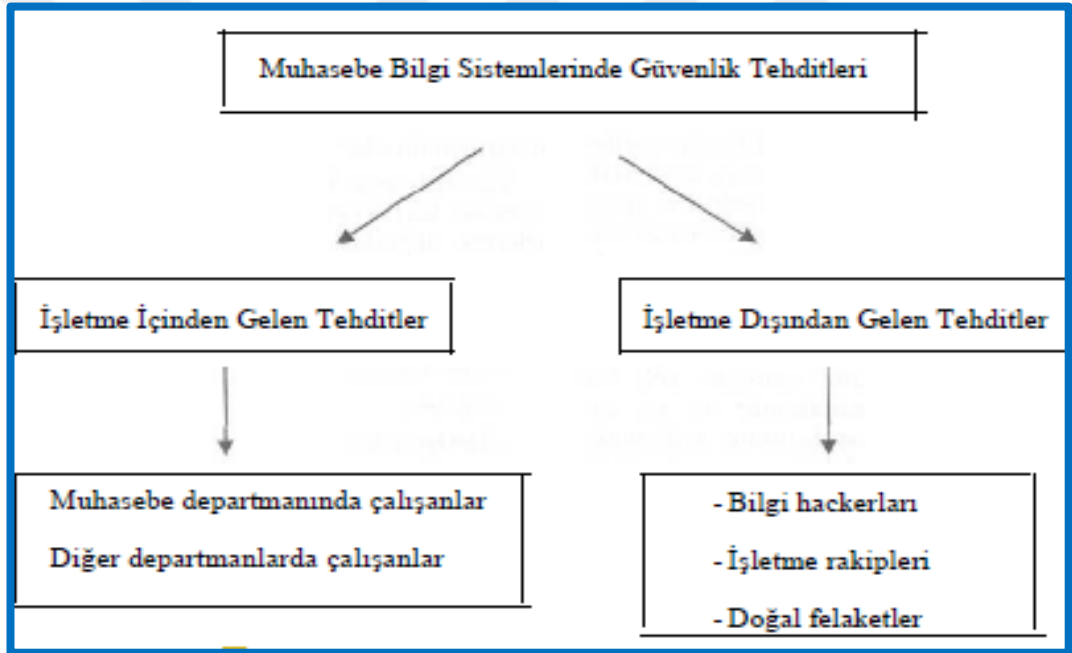 Muhasebe Bilgi Sistemlerinde Güvenlik Tehditleri
İşletme İçinden Gelen Tehditler
İşletme Dışından Gelen Tehditler
Muhasebe departmanında çalışanlar
Diğer departmanlarda çalışanlar
- Bilgi hackerları
- İşletme rakipleri
- Doğal felaketler